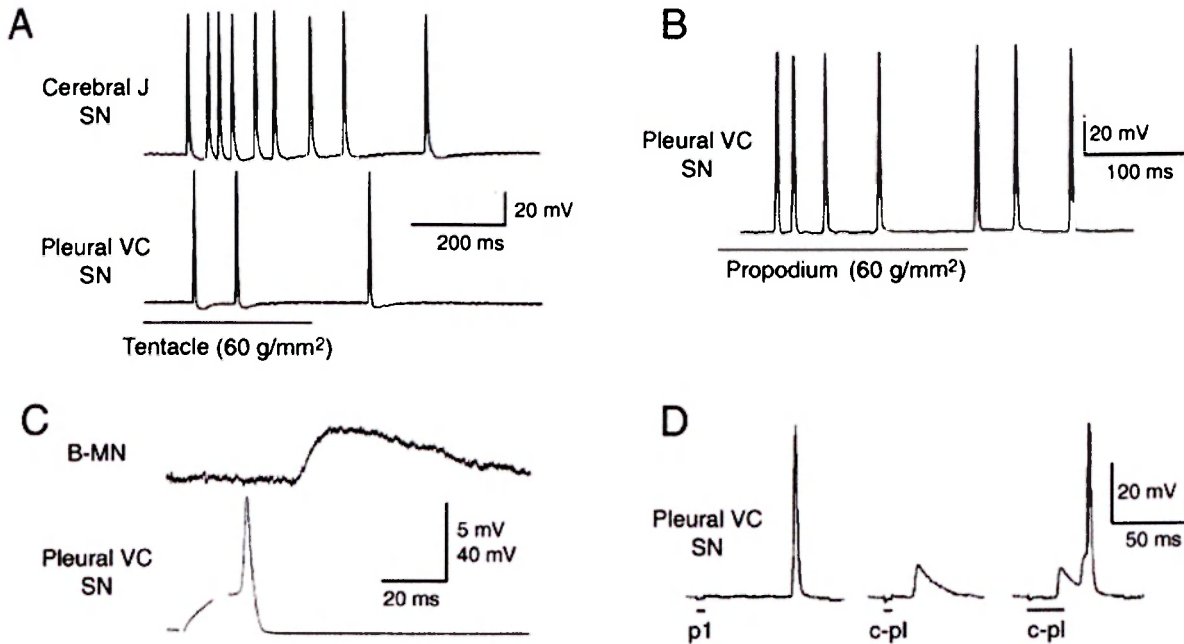 A
Cerebral J
SN
20 mV
200 ms
Pleural VC
SN
Tentacle (60 g/mm²)
B
Pleural VC
SN
20 mV
100 ms
Propodium (60 g/mm²)
C
B-MN
Pleural VC
SN
5 mV
40 mV
20 ms
D
Pleural VC
SN
20 mV
50 ms
p1
c-pl
c-pl